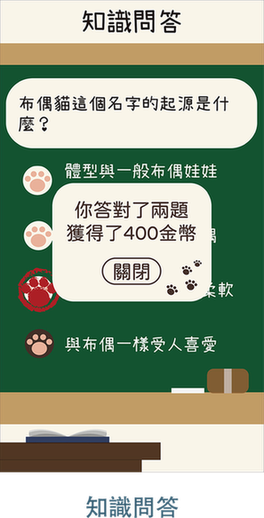 知識問答
布偶貓這個名字的起源是什
麼？
體型與一般布偶娃娃
你答對了兩題
獲得了400金幣
偶
關閉
柔軟
與布偶一樣受人喜愛
知識問答